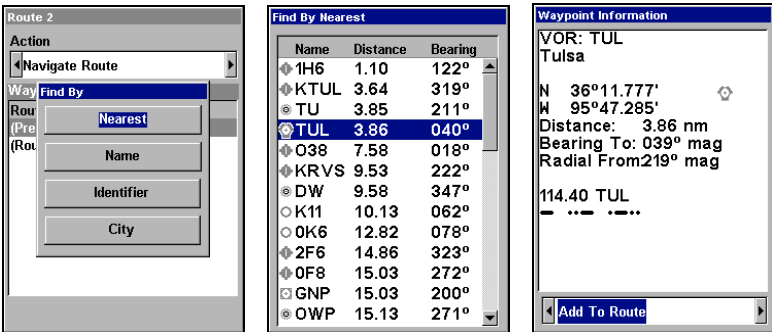 Route 2
Action
Navigate Route
Way
Find By
Rou
(Pre
(Rou
Nearest
Name
Identifier
City
Find By Nearest
Name Distance Bearing
1H6 1.10 122º
KTUL 3.64 319º
TU 3.85 211º
TUL 3.86 040º
O38 7.58 018º
KRVS 9.53 222º
DW 9.58 347º
K11 10.13 062º
0K6 12.82 078º
2F6 14.86 323º
0F8 15.03 272º
GNP 15.03 200º
OWP 15.13 271º
Waypoint Information
VOR: TUL
Tulsa
N 36º11.777'
W 95º47.285'
Distance: 3.86 nm
Bearing To: 039º mag
Radial From:219º mag
114.40 TUL
Add To Route